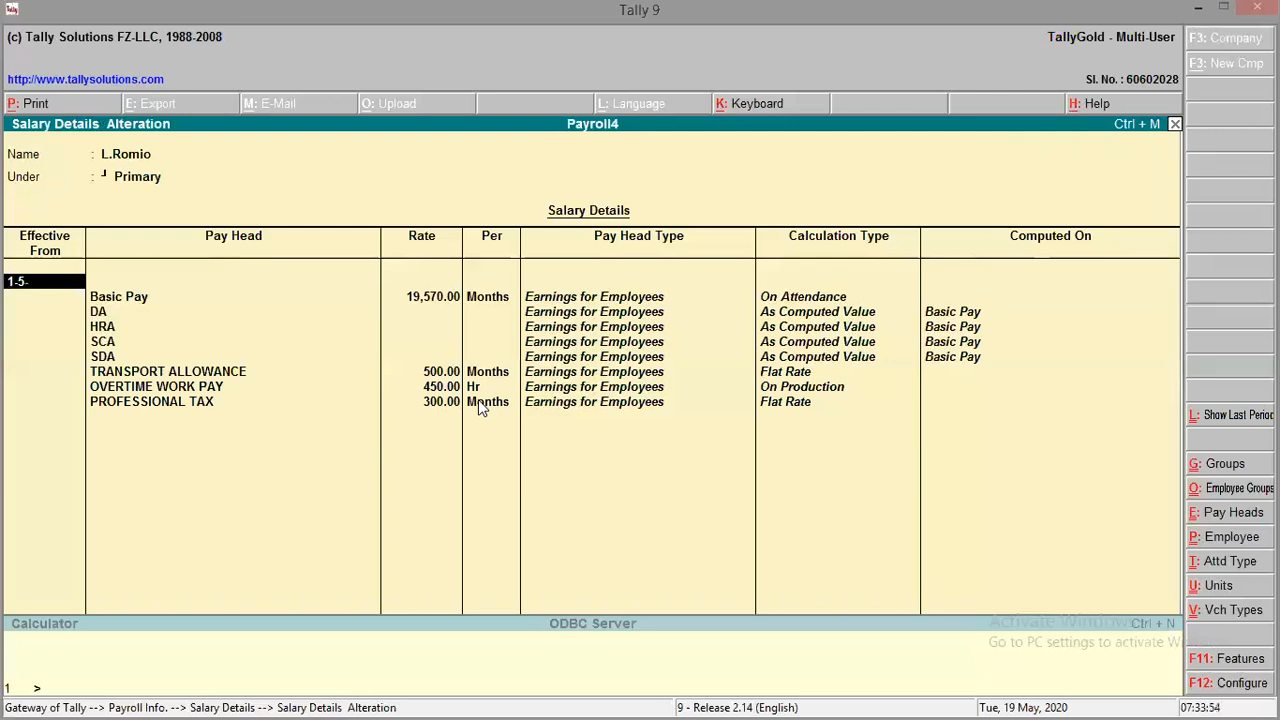 Tally
Tally 9
(c) Tally Solutions FZ-LLC, 1988-2008 TallyGold - Multi-User
http://www.tallysolutions.com Sl. No. : 60602028
P: Print E: Export M: E-Mail O: Upload L: Language K: Keyboard H: Help
Salary Details Alteration Payroll4 Ctrl + M
Name : L.Romio
Under : ┘ Primary
Salary Details
Effective From Pay Head Rate Per Pay Head Type Calculation Type Computed On
1-5-
Basic Pay 19,570.00 Months Earnings for Employees On Attendance
DA Earnings for Employees As Computed Value Basic Pay
HRA Earnings for Employees As Computed Value Basic Pay
SCA Earnings for Employees As Computed Value Basic Pay
SDA Earnings for Employees As Computed Value Basic Pay
TRANSPORT ALLOWANCE 500.00 Months Earnings for Employees Flat Rate
OVERTIME WORK PAY 450.00 Hr Earnings for Employees On Production
PROFESSIONAL TAX 300.00 Months Earnings for Employees Flat Rate
F3: Company
F3: New Cmp
L: Show Last Period
G: Groups
O: Employee Groups
E: Pay Heads
P: Employee
T: Attd Type
U: Units
V: Vch Types
F11: Features
F12: Configure
Calculator ODBC Server Ctrl + N
Activate Windows
Go to PC settings to activate
1 >
Gateway of Tally --> Payroll Info. --> Salary Details --> Salary Details Alteration 9 - Release 2.14 (English) Tue, 19 May, 2020 07:33:54